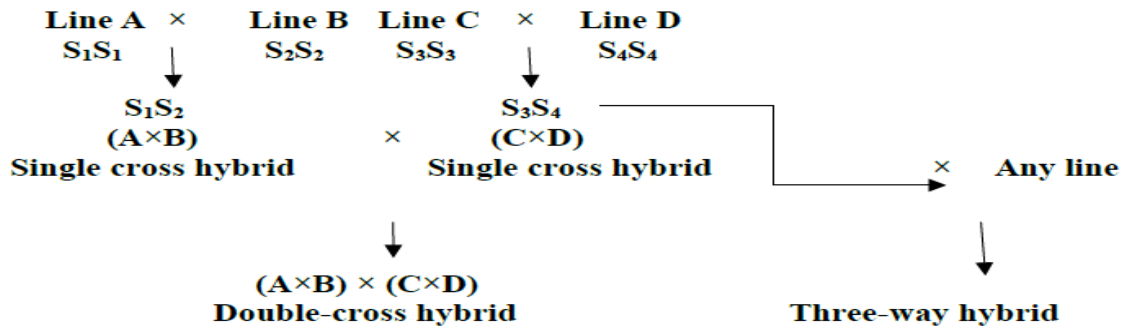 Line A × Line B Line C × Line D
S₁S₁ S₂S₂ S₃S₃ S₄S₄
S₁S₂ S₃S₄
(A×B) × (C×D)
Single cross hybrid Single cross hybrid × Any line
(A×B) × (C×D)
Double-cross hybrid Three-way hybrid